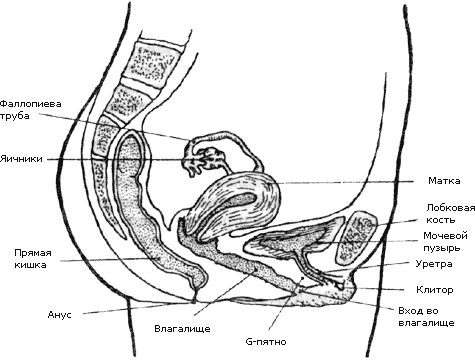 Фаллопиева
труба
Яичники
Матка
Лобковая
кость
Мочевой
пузырь
Прямая
кишка
Уретра
Клитор
Анус
Влагалище
Вход во
влагалище
G-пятно